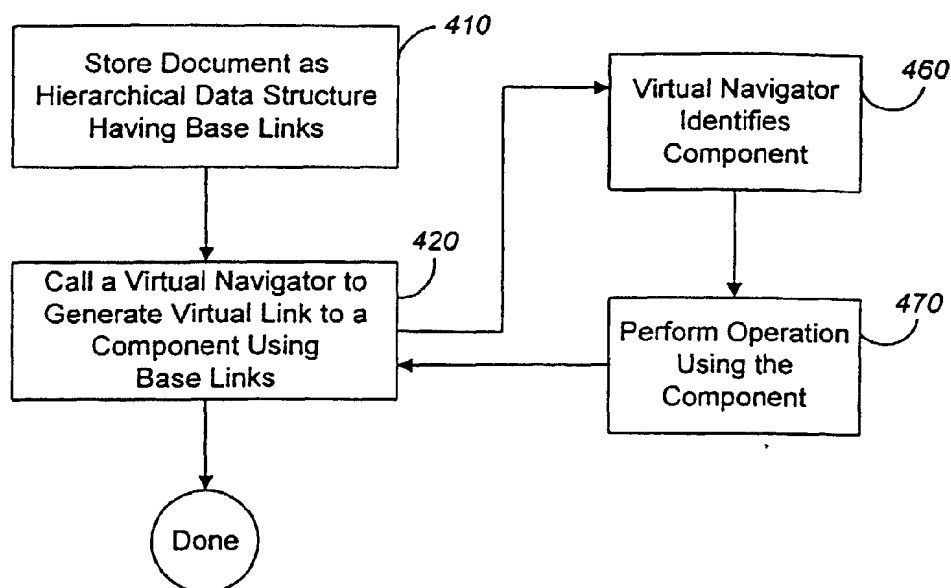 410
Store Document as
Hierarchical Data Structure
Having Base Links
420
Call a Virtual Navigator to
Generate Virtual Link to a
Component Using
Base Links
460
Virtual Navigator
Identifies
Component
470
Perform Operation
Using the
Component
Done